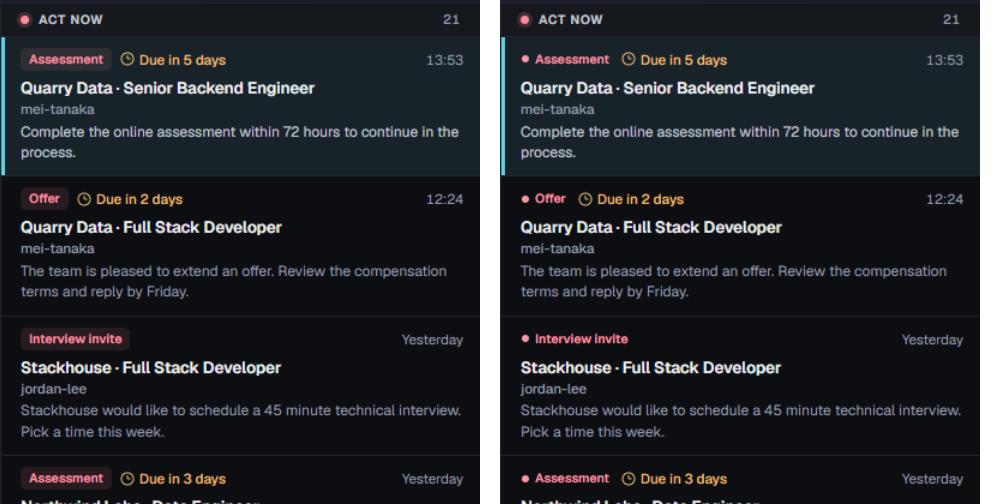 ACT NOW 21
Assessment Due in 5 days 13:53
Quarry Data · Senior Backend Engineer
mei-tanaka
Complete the online assessment within 72 hours to continue in the
process.
Offer Due in 2 days 12:24
Quarry Data · Full Stack Developer
mei-tanaka
The team is pleased to extend an offer. Review the compensation
terms and reply by Friday.
Interview invite Yesterday
Stackhouse · Full Stack Developer
jordan-lee
Stackhouse would like to schedule a 45 minute technical interview.
Pick a time this week.
Assessment Due in 3 days Yesterday
Northwind Labs · Data Engineer
ACT NOW 21
Assessment Due in 5 days 13:53
Quarry Data · Senior Backend Engineer
mei-tanaka
Complete the online assessment within 72 hours to continue in the
process.
Offer Due in 2 days 12:24
Quarry Data · Full Stack Developer
mei-tanaka
The team is pleased to extend an offer. Review the compensation
terms and reply by Friday.
Interview invite Yesterday
Stackhouse · Full Stack Developer
jordan-lee
Stackhouse would like to schedule a 45 minute technical interview.
Pick a time this week.
Assessment Due in 3 days Yesterday
Northwind Labs · Data Engineer